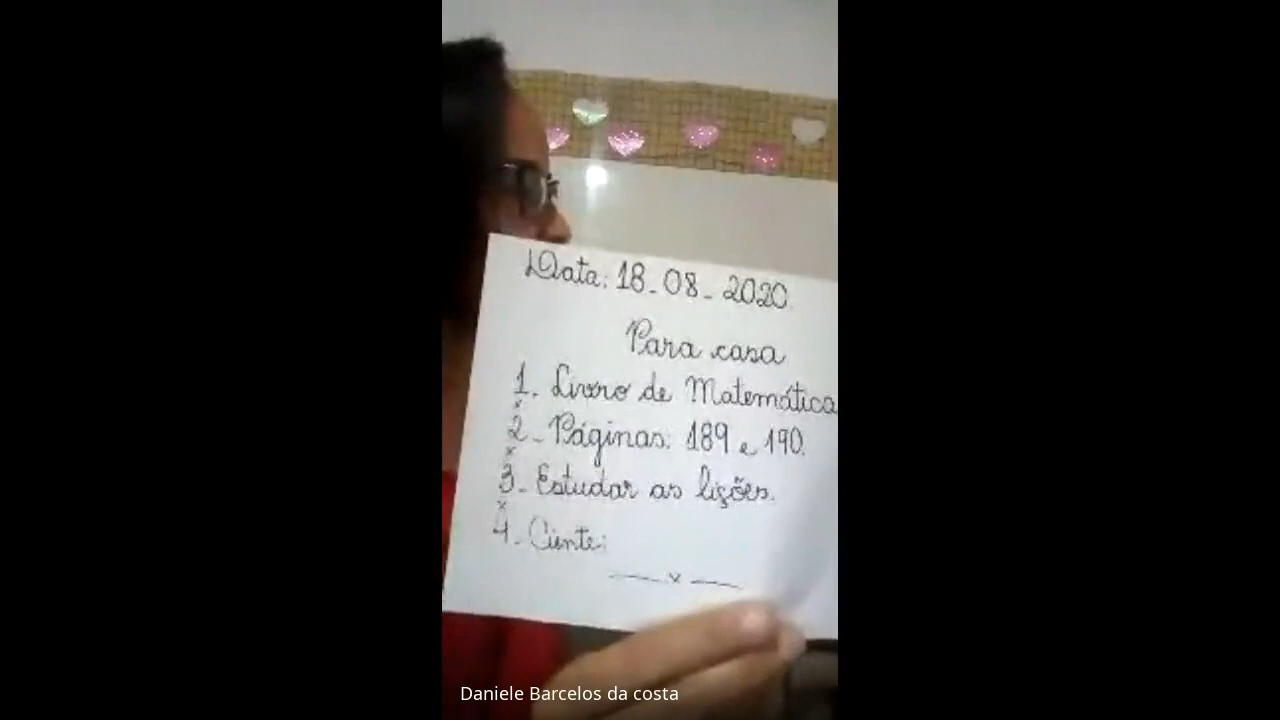 Data: 18-08-2020.
Para casa
1. Livro de Matemática
x
2- Páginas: 189 e 190.
x
3- Estudar as lições.
x
4- Ciente:
x
Daniele Barcelos da costa